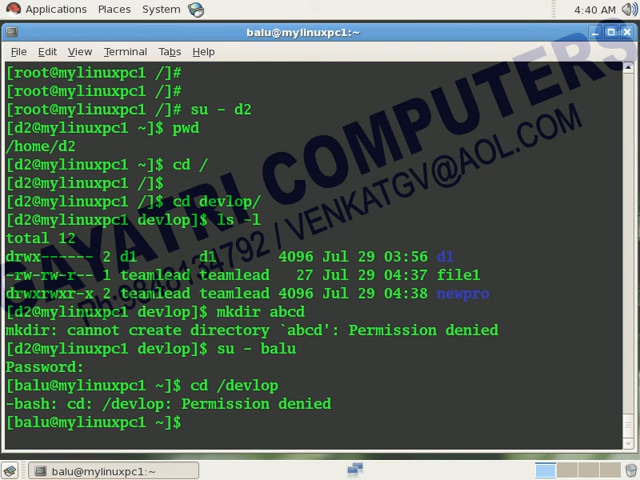 Applications Places System 4:40 AM
balu@mylinuxpc1:~
File Edit View Terminal Tabs Help
[root@mylinuxpc1 /]#
[root@mylinuxpc1 /]#
[root@mylinuxpc1 /]# su - d2
[d2@mylinuxpc1 ~]$ pwd
/home/d2
[d2@mylinuxpc1 ~]$ cd /
[d2@mylinuxpc1 /]$
[d2@mylinuxpc1 /]$ cd devlop/
[d2@mylinuxpc1 devlop]$ ls -l
total 12
drwx------ 2 d1 d1 4096 Jul 29 03:56 d1
-rw-rw-r-- 1 teamlead teamlead 27 Jul 29 04:37 file1
drwxrwxr-x 2 teamlead teamlead 4096 Jul 29 04:38 newpro
[d2@mylinuxpc1 devlop]$ mkdir abcd
mkdir: cannot create directory `abcd': Permission denied
[d2@mylinuxpc1 devlop]$ su - balu
Password:
[balu@mylinuxpc1 ~]$ cd /devlop
-bash: cd: /devlop: Permission denied
[balu@mylinuxpc1 ~]$
GAYATRI COMPUTERS
/ VENKATGV@AOL.COM
balu@mylinuxpc1:~